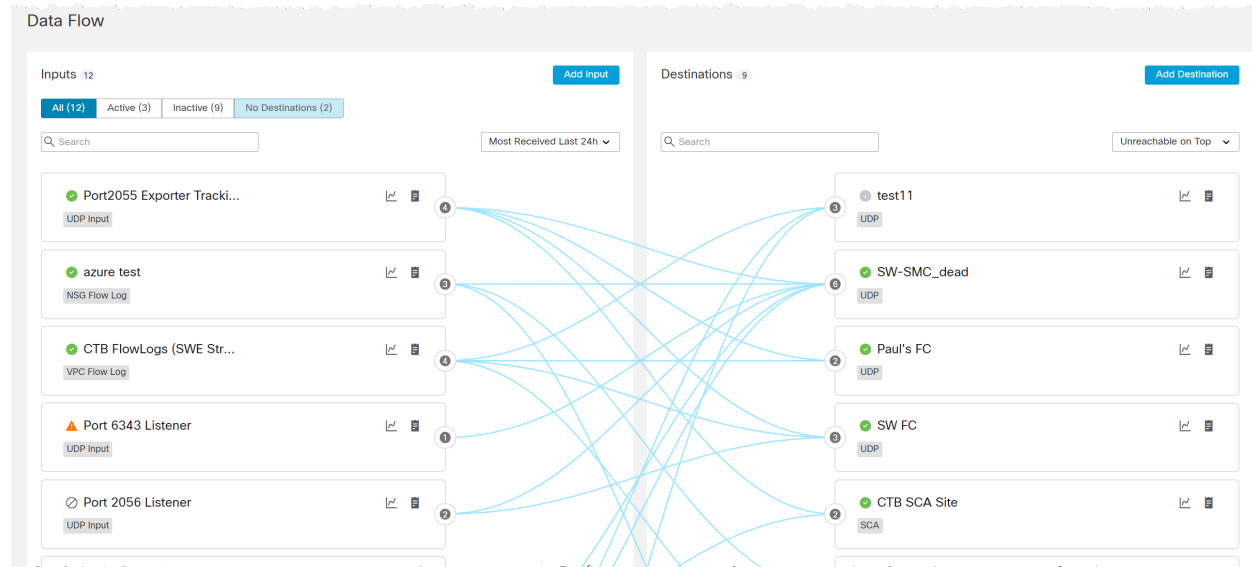 Data Flow
Inputs 12
Add Input
Destinations 9
Add Destination
All (12) Active (3) Inactive (9) No Destinations (2)
Search
Most Received Last 24h
Search
Unreachable on Top
Port2055 Exporter Tracki...
UDP Input
4
3
test11
UDP
azure test
NSG Flow Log
3
6
SW-SMC_dead
UDP
CTB FlowLogs (SWE Str...
VPC Flow Log
4
2
Paul's FC
UDP
Port 6343 Listener
UDP Input
1
3
SW FC
UDP
Port 2056 Listener
UDP Input
2
2
CTB SCA Site
SCA